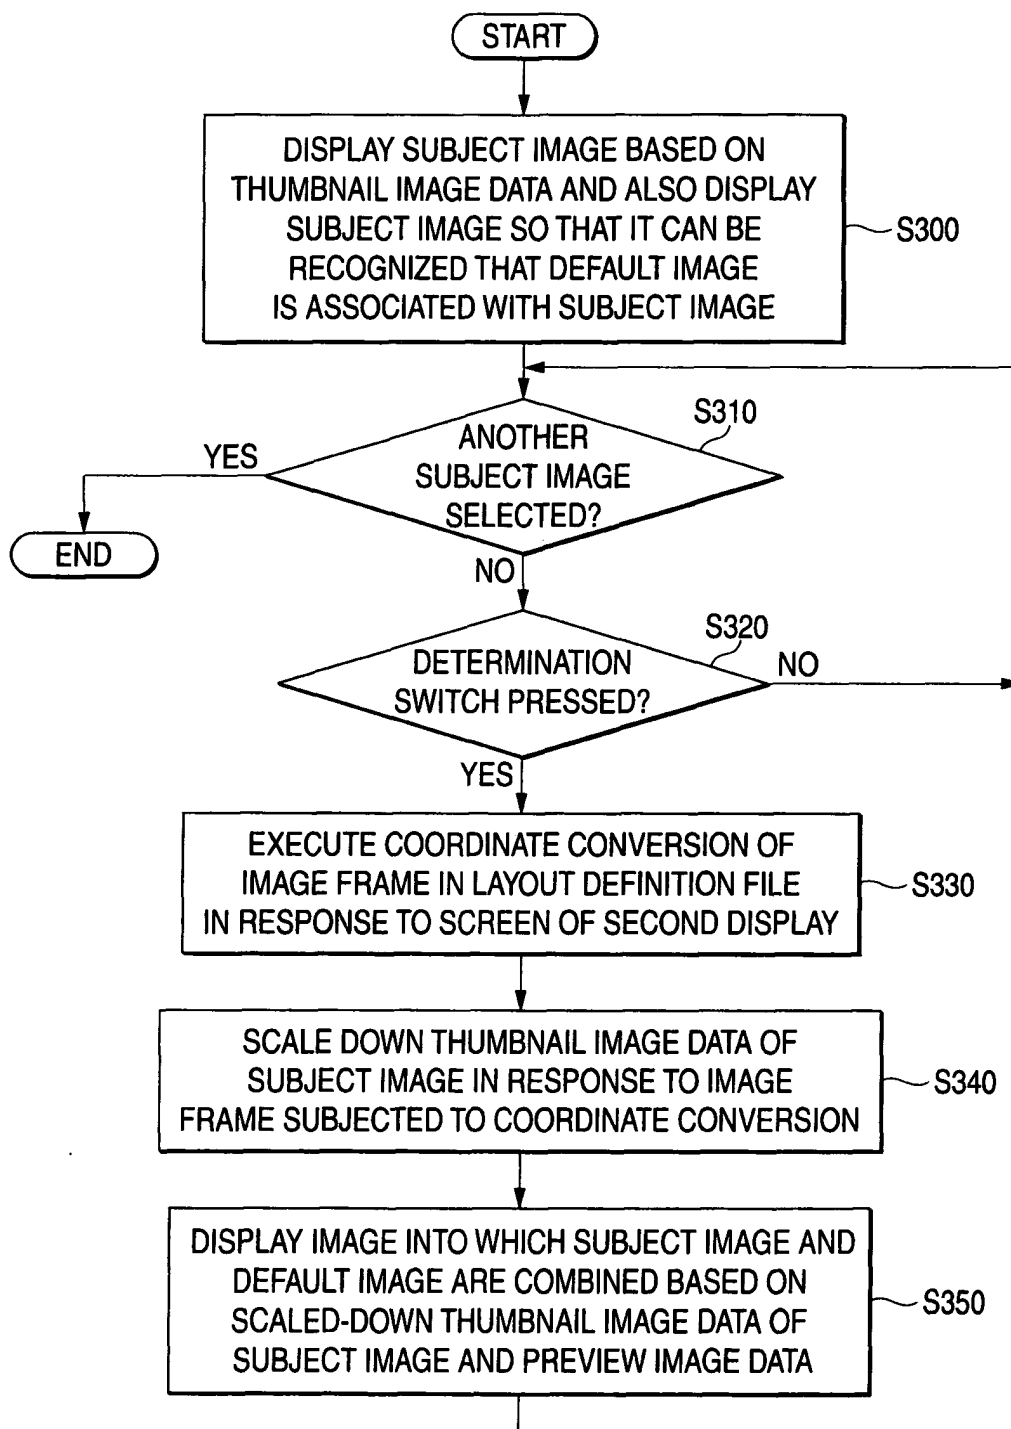 START
DISPLAY SUBJECT IMAGE BASED ON
THUMBNAIL IMAGE DATA AND ALSO DISPLAY
SUBJECT IMAGE SO THAT IT CAN BE
RECOGNIZED THAT DEFAULT IMAGE
IS ASSOCIATED WITH SUBJECT IMAGE
S300
S310
ANOTHER
SUBJECT IMAGE
SELECTED?
YES
END
NO
S320
DETERMINATION
SWITCH PRESSED?
NO
YES
EXECUTE COORDINATE CONVERSION OF
IMAGE FRAME IN LAYOUT DEFINITION FILE
IN RESPONSE TO SCREEN OF SECOND DISPLAY
S330
SCALE DOWN THUMBNAIL IMAGE DATA OF
SUBJECT IMAGE IN RESPONSE TO IMAGE
FRAME SUBJECTED TO COORDINATE CONVERSION
S340
DISPLAY IMAGE INTO WHICH SUBJECT IMAGE AND
DEFAULT IMAGE ARE COMBINED BASED ON
SCALED-DOWN THUMBNAIL IMAGE DATA OF
SUBJECT IMAGE AND PREVIEW IMAGE DATA
S350